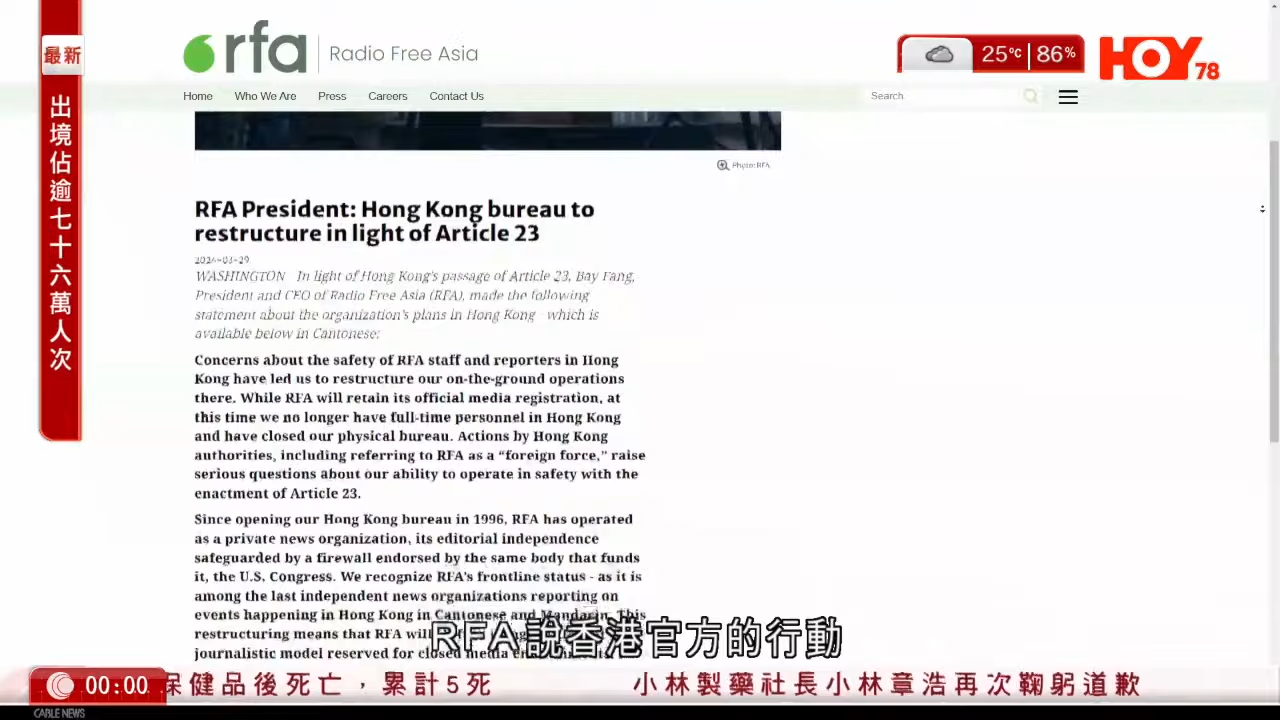 最新
出境佔逾七十六萬人次
rfa Radio Free Asia
25°C 86%
HOY 78
Home Who We Are Press Careers Contact Us
Search
Photo: RFA
RFA President: Hong Kong bureau to
restructure in light of Article 23
WASHINGTON In light of Hong Kong's passage of Article 23, Bay Fang,
President and CEO of Radio Free Asia (RFA), made the following
statement about the organization's plans in Hong Kong - which is
available below in Cantonese:
Concerns about the safety of RFA staff and reporters in Hong
Kong have led us to restructure our on-the-ground operations
there. While RFA will retain its official media registration, at
this time we no longer have full-time personnel in Hong Kong
and have closed our physical bureau. Actions by Hong Kong
authorities, including referring to RFA as a “foreign force,” raise
serious questions about our ability to operate in safety with the
enactment of Article 23.
Since opening our Hong Kong bureau in 1996, RFA has operated
as a private news organization, its editorial independence
safeguarded by a firewall endorsed by the same body that funds
it, the U.S. Congress. We recognize RFA's frontline status - as it is
among the last independent news organizations reporting on
events happening in Hong Kong in Cantonese and Mandarin. This
restructuring means that RFA will
journalistic model reserved for closed media
RFA說香港官方的行動
00:00 保健品後死亡，累計5死 小林製藥社長小林章浩再次鞠躬道歉
CABLE NEWS